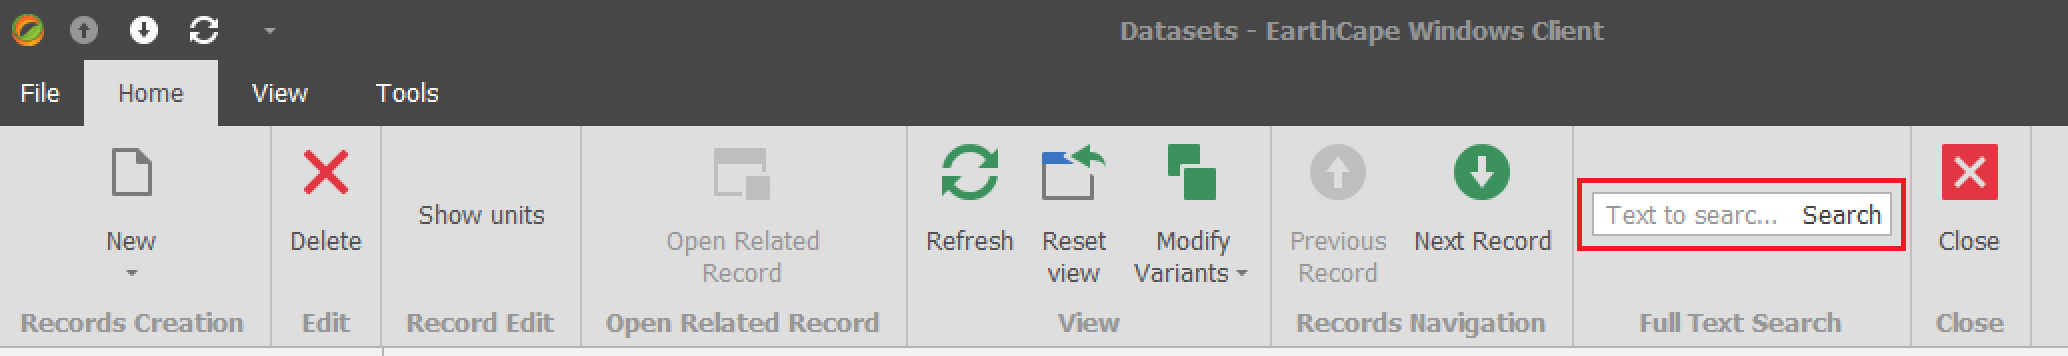 Datasets - EarthCape Windows Client
File Home View Tools
New
Records Creation
Delete
Edit
Show units
Record Edit
Open Related
Record
Open Related Record
Refresh
Reset
view
Modify
Variants
View
Previous
Record
Next Record
Records Navigation
Text to searc... Search
Full Text Search
Close
Close